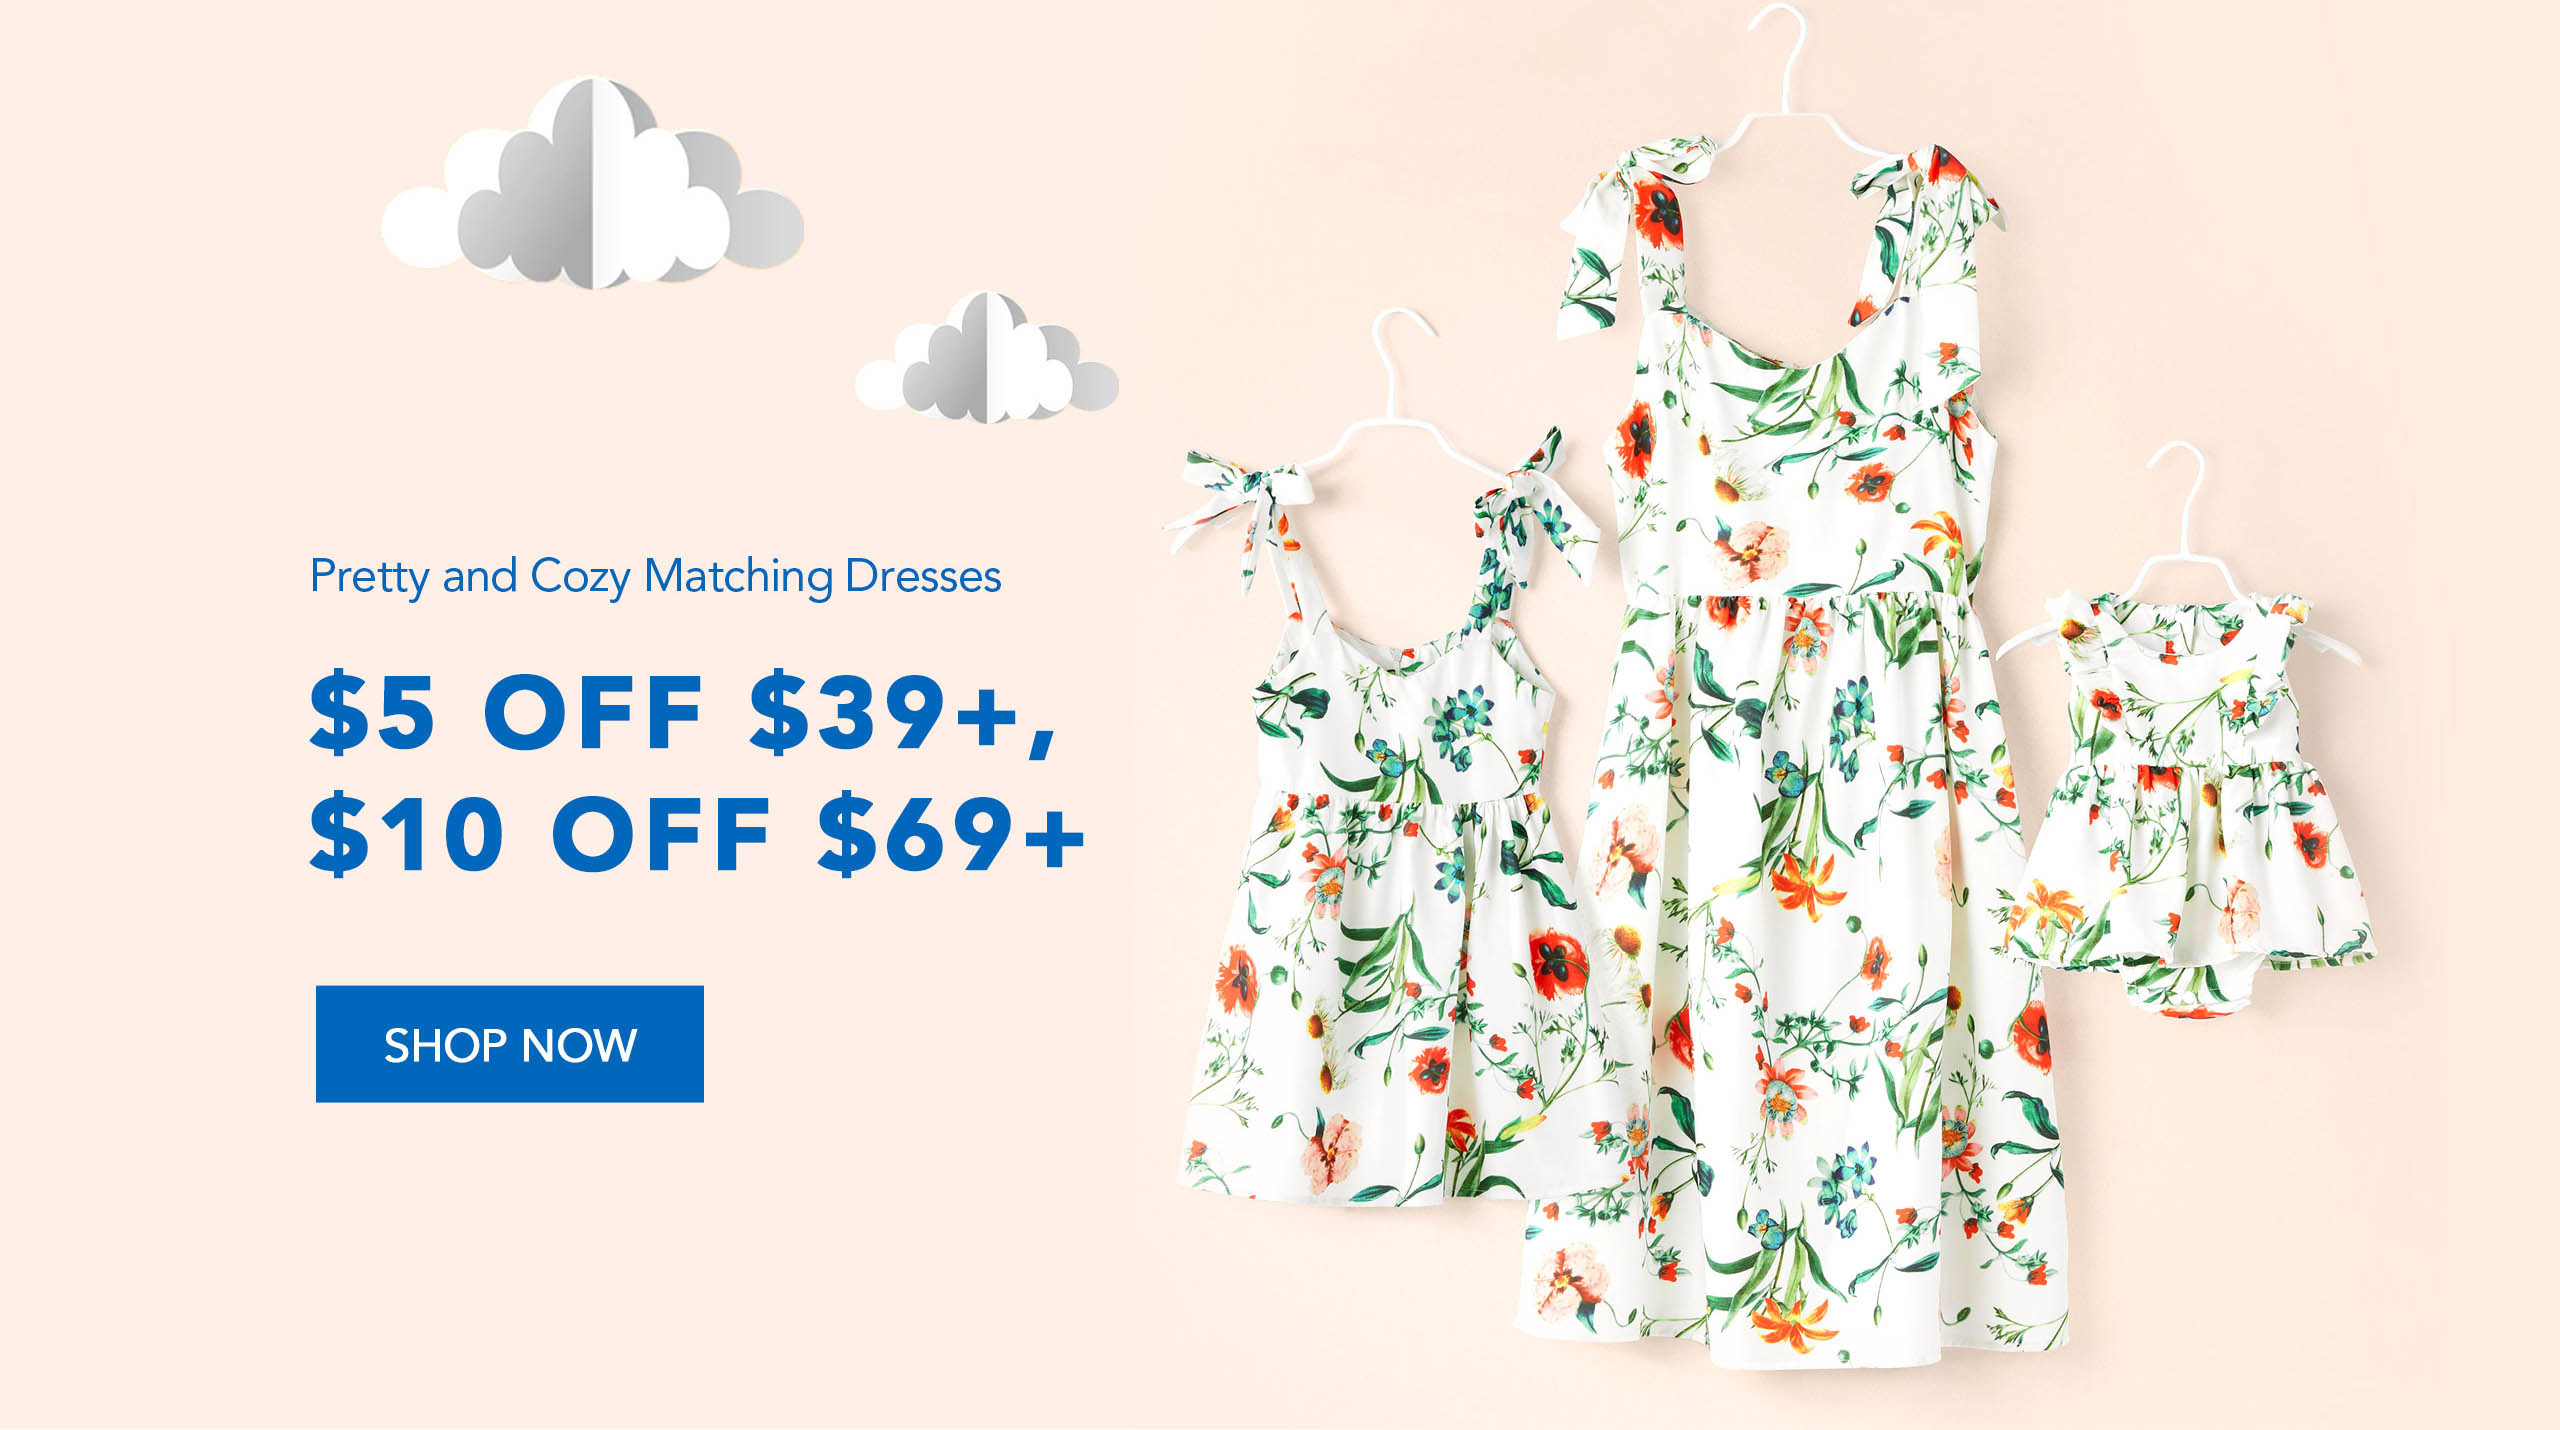 Pretty and Cozy Matching Dresses
$5 OFF $39+,
$10 OFF $69+
SHOP NOW